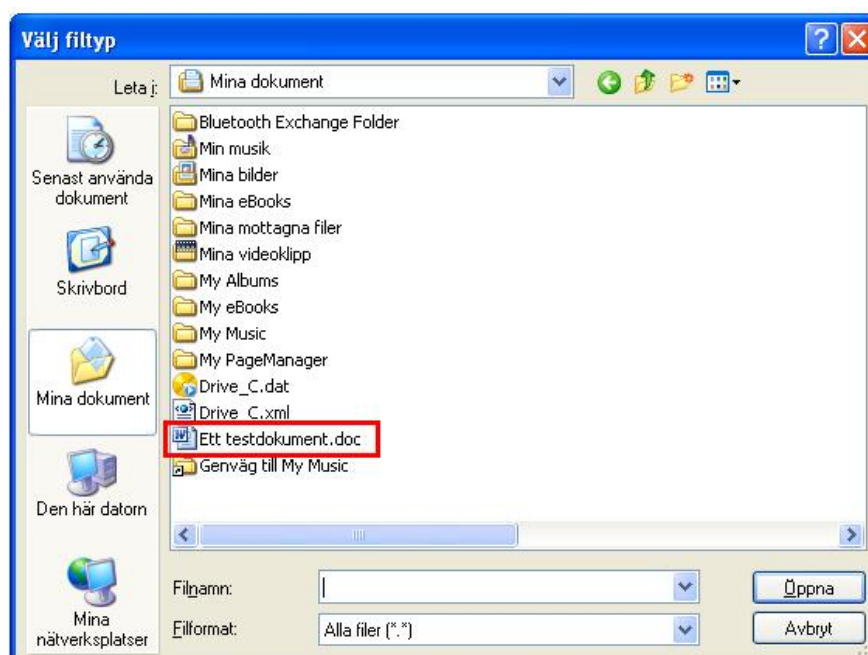 Välj filtyp
Leta i:
Mina dokument
Senast använda
dokument
Skrivbord
Mina dokument
Den här datorn
Mina
nätverksplatser
Bluetooth Exchange Folder
Min musik
Mina bilder
Mina eBooks
Mina mottagna filer
Mina videoklipp
My Albums
My eBooks
My Music
My PageManager
Drive_C.dat
Drive_C.xml
Ett testdokument.doc
Genväg till My Music
Filnamn:
Öppna
Filformat:
Alla filer (*.*)
Avbryt